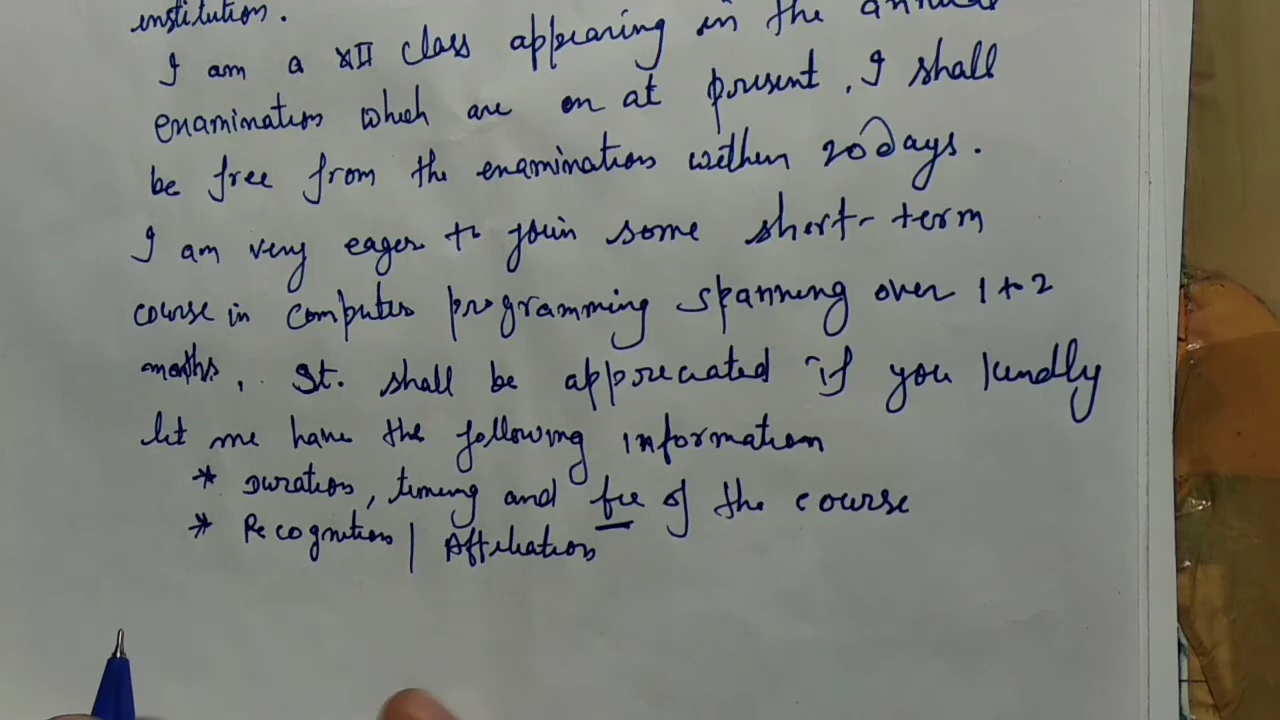 institution.
I am a XII class appearing in the annual
examination which are on at present, I shall
be free from the examination within 20 days.
I am very eager to join some short-term
course in computer programming spanning over 1 to 2
months, It. shall be appreciated if you kindly
let me have the following information
* Duration, timing and fee of the course
* Recognition / Affiliation